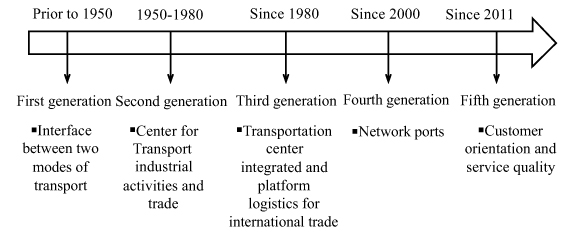 Prior to 1950
1950-1980
Since 1980
Since 2000
Since 2011
First generation
Second generation
Third generation
Fourth generation
Fifth generation
▪Interface
between two
modes of
transport
▪Center for
Transport
industrial
activities and
trade
▪Transportation
center
integrated and
platform
logistics for
international trade
▪Network ports
▪Customer
orientation and
service quality